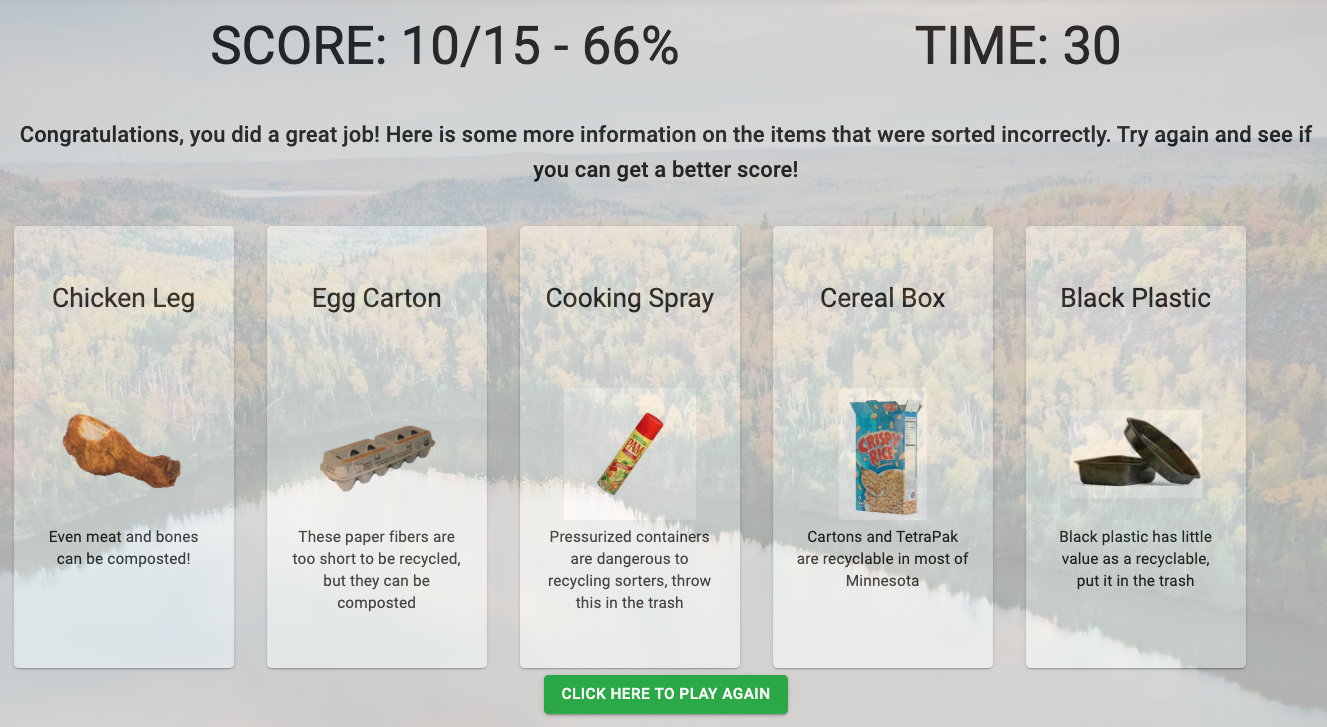 SCORE: 10/15 - 66%
TIME: 30
Congratulations, you did a great job! Here is some more information on the items that were sorted incorrectly. Try again and see if
you can get a better score!
Chicken Leg
Even meat and bones
can be composted!
Egg Carton
These paper fibers are
too short to be recycled,
but they can be
composted
Cooking Spray
PAM
Pressurized containers
are dangerous to
recycling sorters, throw
this in the trash
Cereal Box
CRISPY
RICE
Cartons and TetraPak
are recyclable in most of
Minnesota
Black Plastic
Black plastic has little
value as a recyclable,
put it in the trash
CLICK HERE TO PLAY AGAIN